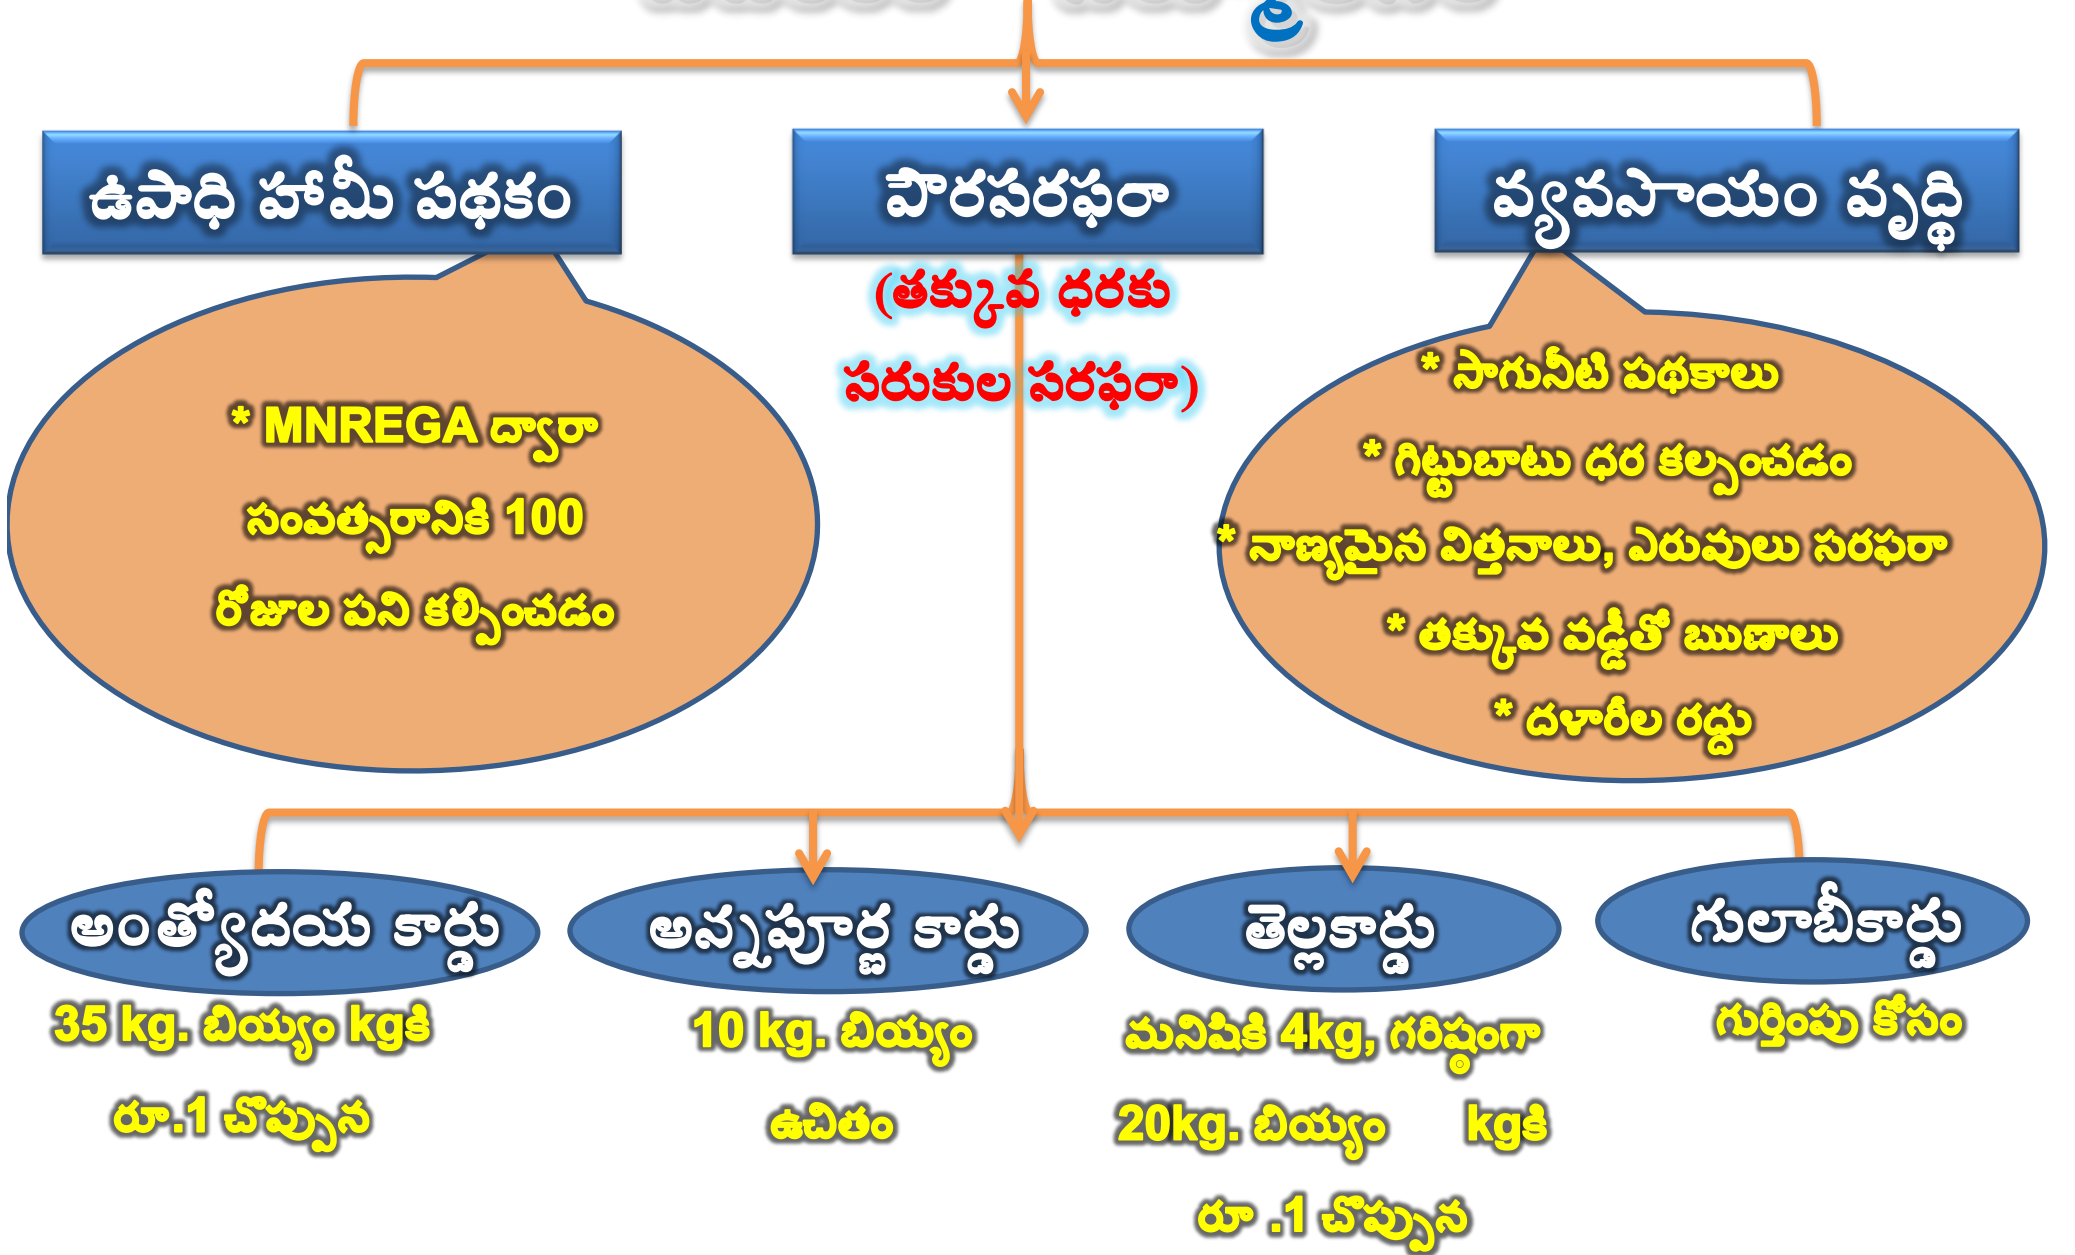 ఉపాధి హామీ పథకం
పౌరసరఫరా
వ్యవసాయం వృద్ధి
(తక్కువ ధరకు
పరుకుల సరఫరా)
* MNREGA ద్వారా
సంవత్సరానికి 100
రోజుల పని కల్పించడం
* సాగునీటి పథకాలు
* గిట్టుబాటు ధర కల్పంచడం
* నాణ్యమైన విత్తనాలు, ఎరువులు సరఫరా
* తక్కువ వడ్డీతో ఋణాలు
* దళారీల రద్దు
అంత్యోదయ కార్డు
అన్నపూర్ణ కార్డు
తెల్లకార్డు
గులాబీకార్డు
35 kg. బియ్యం kgకి
రూ.1 చొప్పున
10 kg. బియ్యం
ఉచితం
మనిషికి 4kg, గరిష్ఠంగా
20kg. బియ్యం kgకి
రూ .1 చొప్పున
గుర్తింపు కోసం